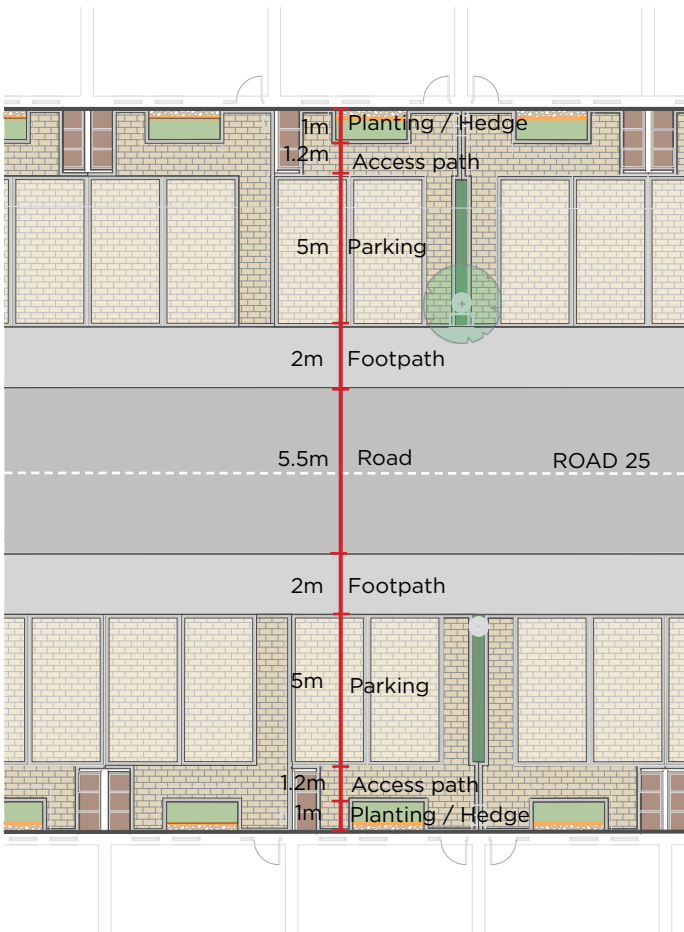 1m Planting / Hedge
1.2m Access path
5m Parking
2m Footpath
5.5m Road ROAD 25
2m Footpath
5m Parking
1.2m Access path
1m Planting / Hedge